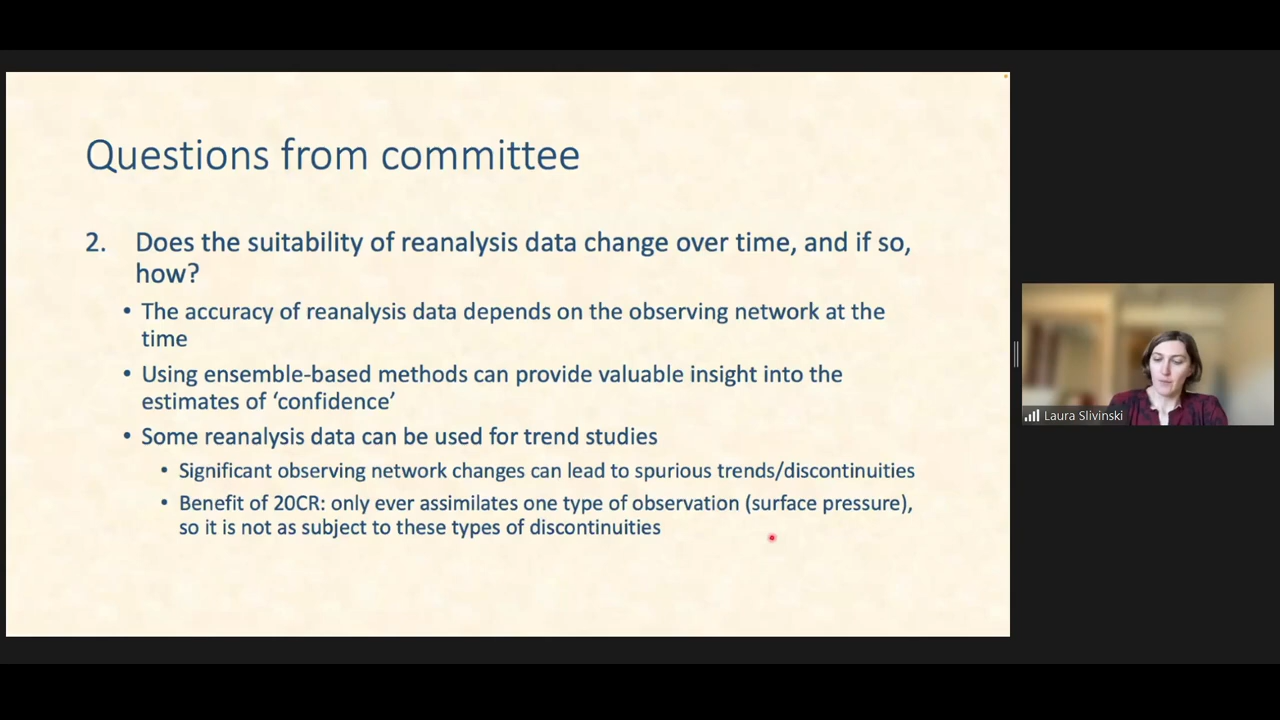 Questions from committee
2. Does the suitability of reanalysis data change over time, and if so,
how?
• The accuracy of reanalysis data depends on the observing network at the
time
• Using ensemble-based methods can provide valuable insight into the
estimates of ‘confidence’
• Some reanalysis data can be used for trend studies
• Significant observing network changes can lead to spurious trends/discontinuities
• Benefit of 20CR: only ever assimilates one type of observation (surface pressure),
so it is not as subject to these types of discontinuities
Laura Slivinski